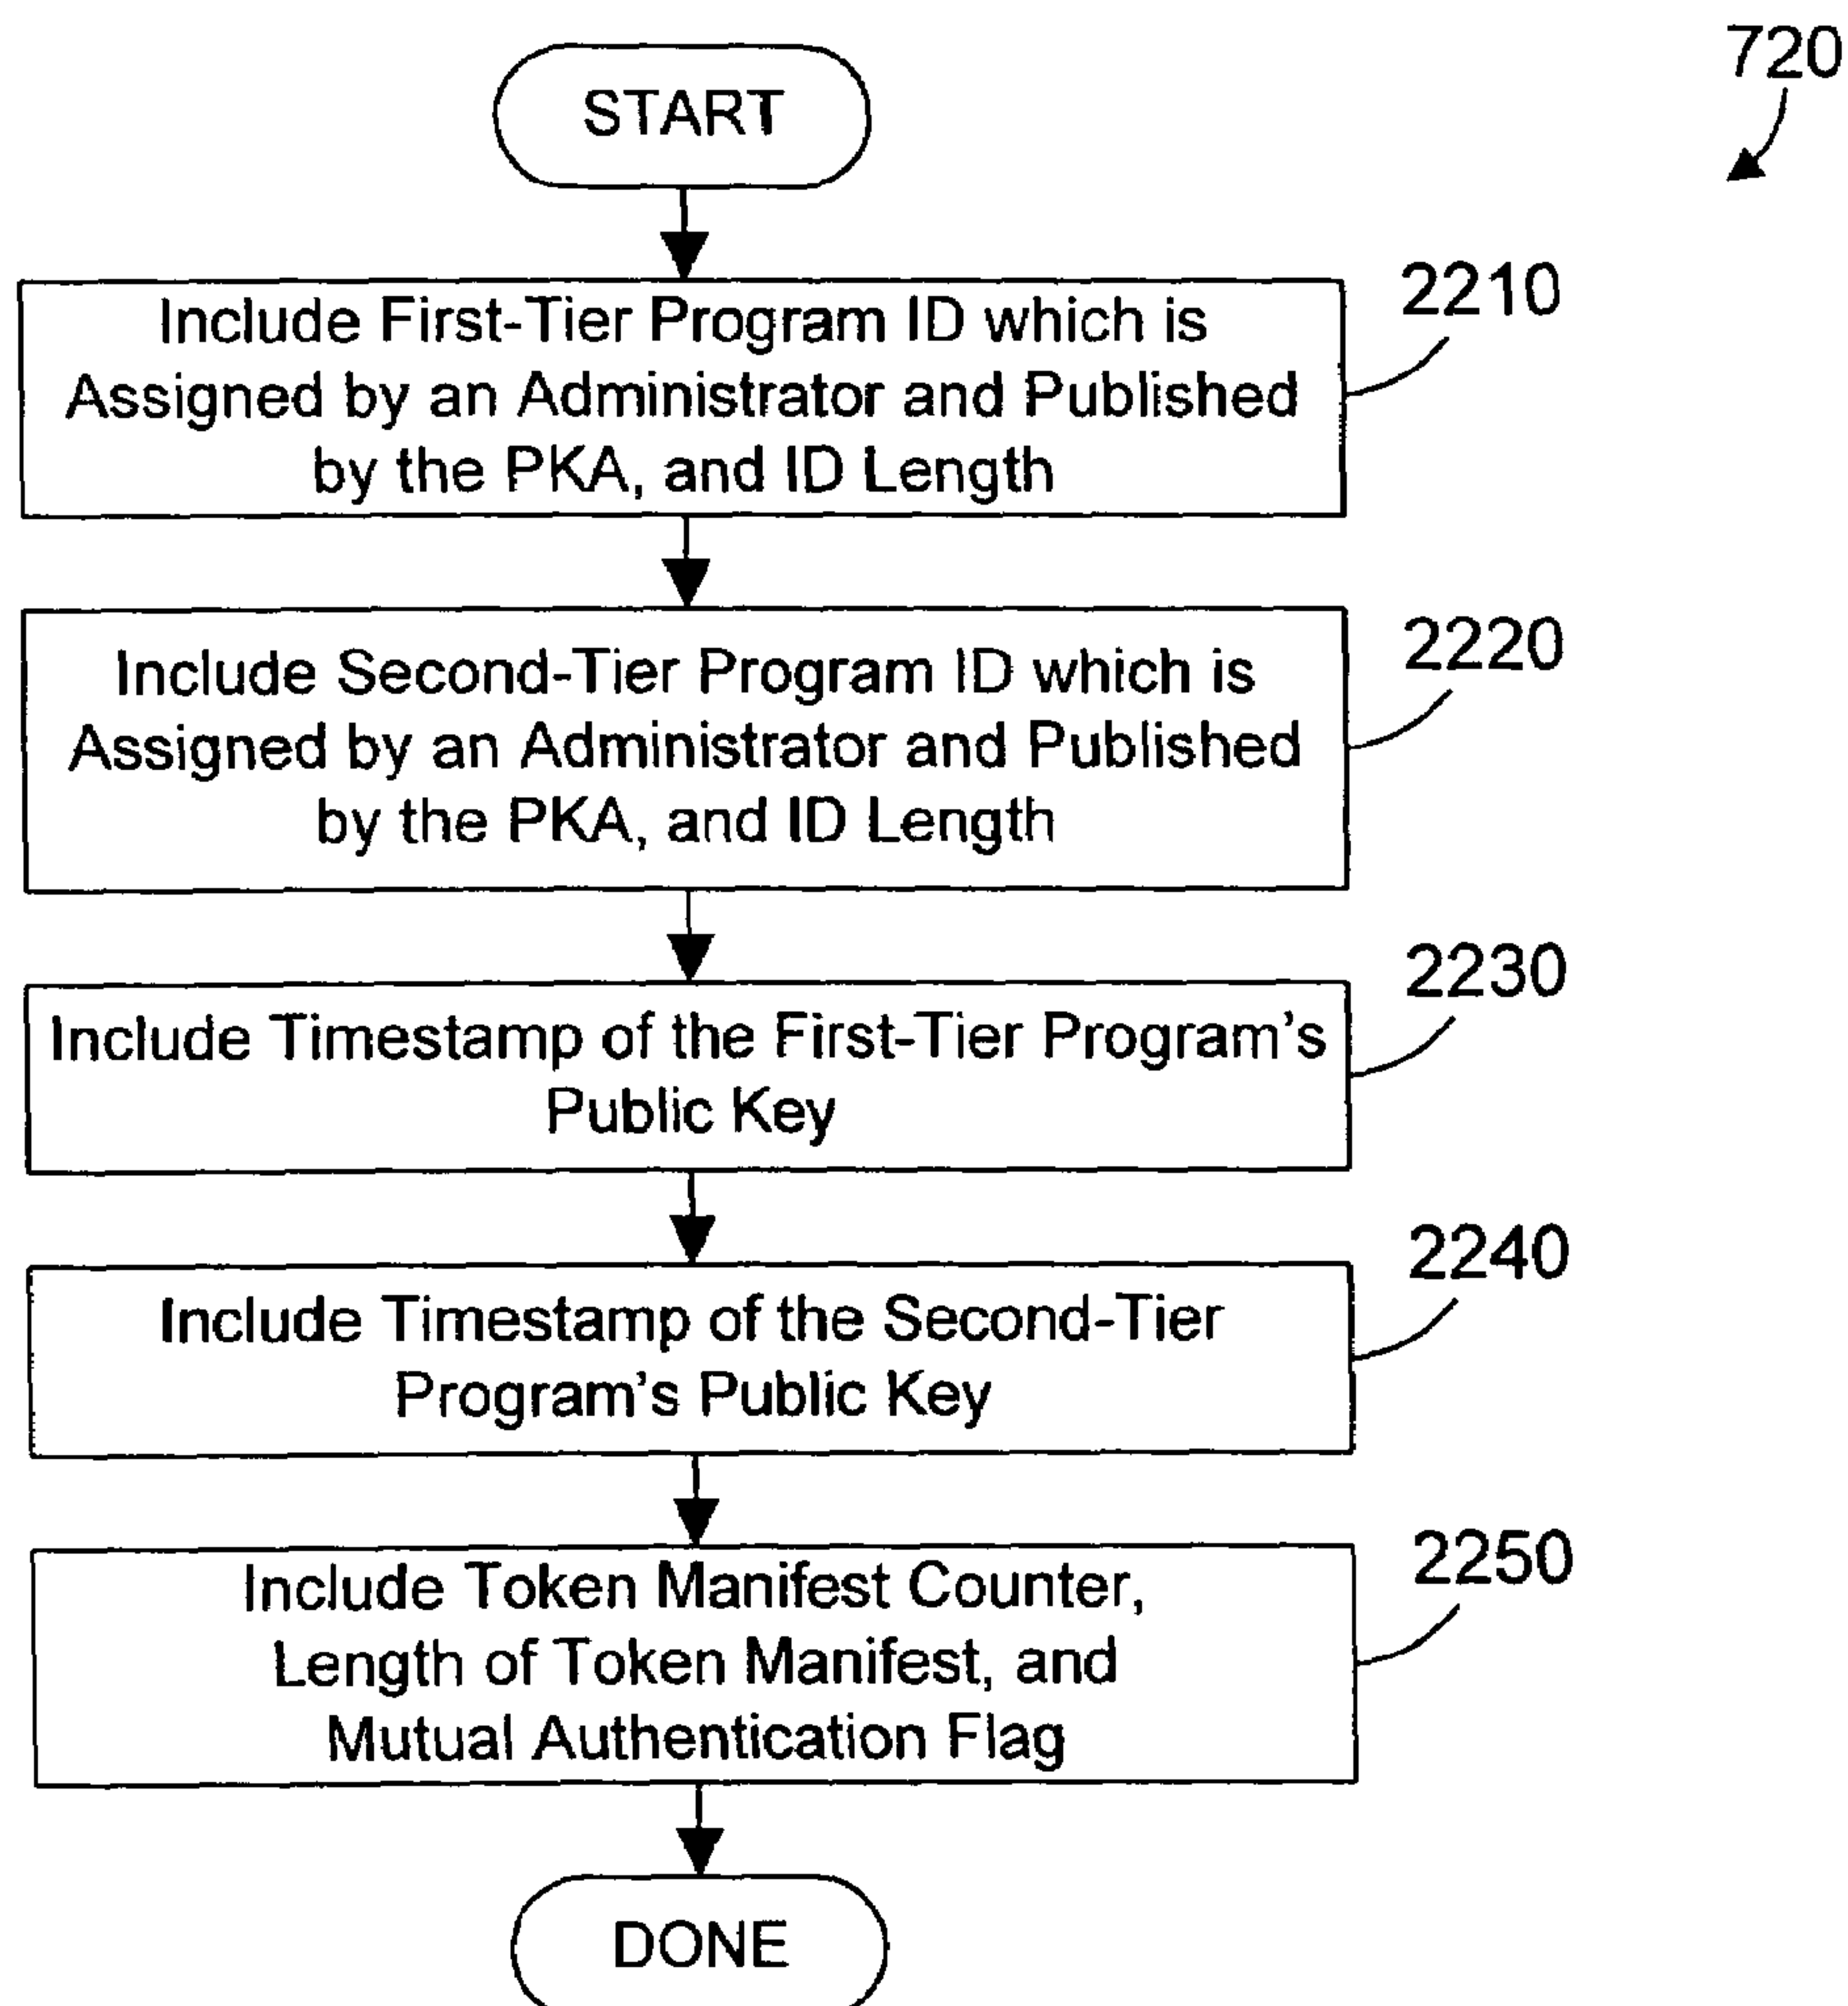 720
START
2210
Include First-Tier Program ID which is
Assigned by an Administrator and Published
by the PKA, and ID Length
2220
Include Second-Tier Program ID which is
Assigned by an Administrator and Published
by the PKA, and ID Length
2230
Include Timestamp of the First-Tier Program's
Public Key
2240
Include Timestamp of the Second-Tier
Program's Public Key
2250
Include Token Manifest Counter,
Length of Token Manifest, and
Mutual Authentication Flag
DONE